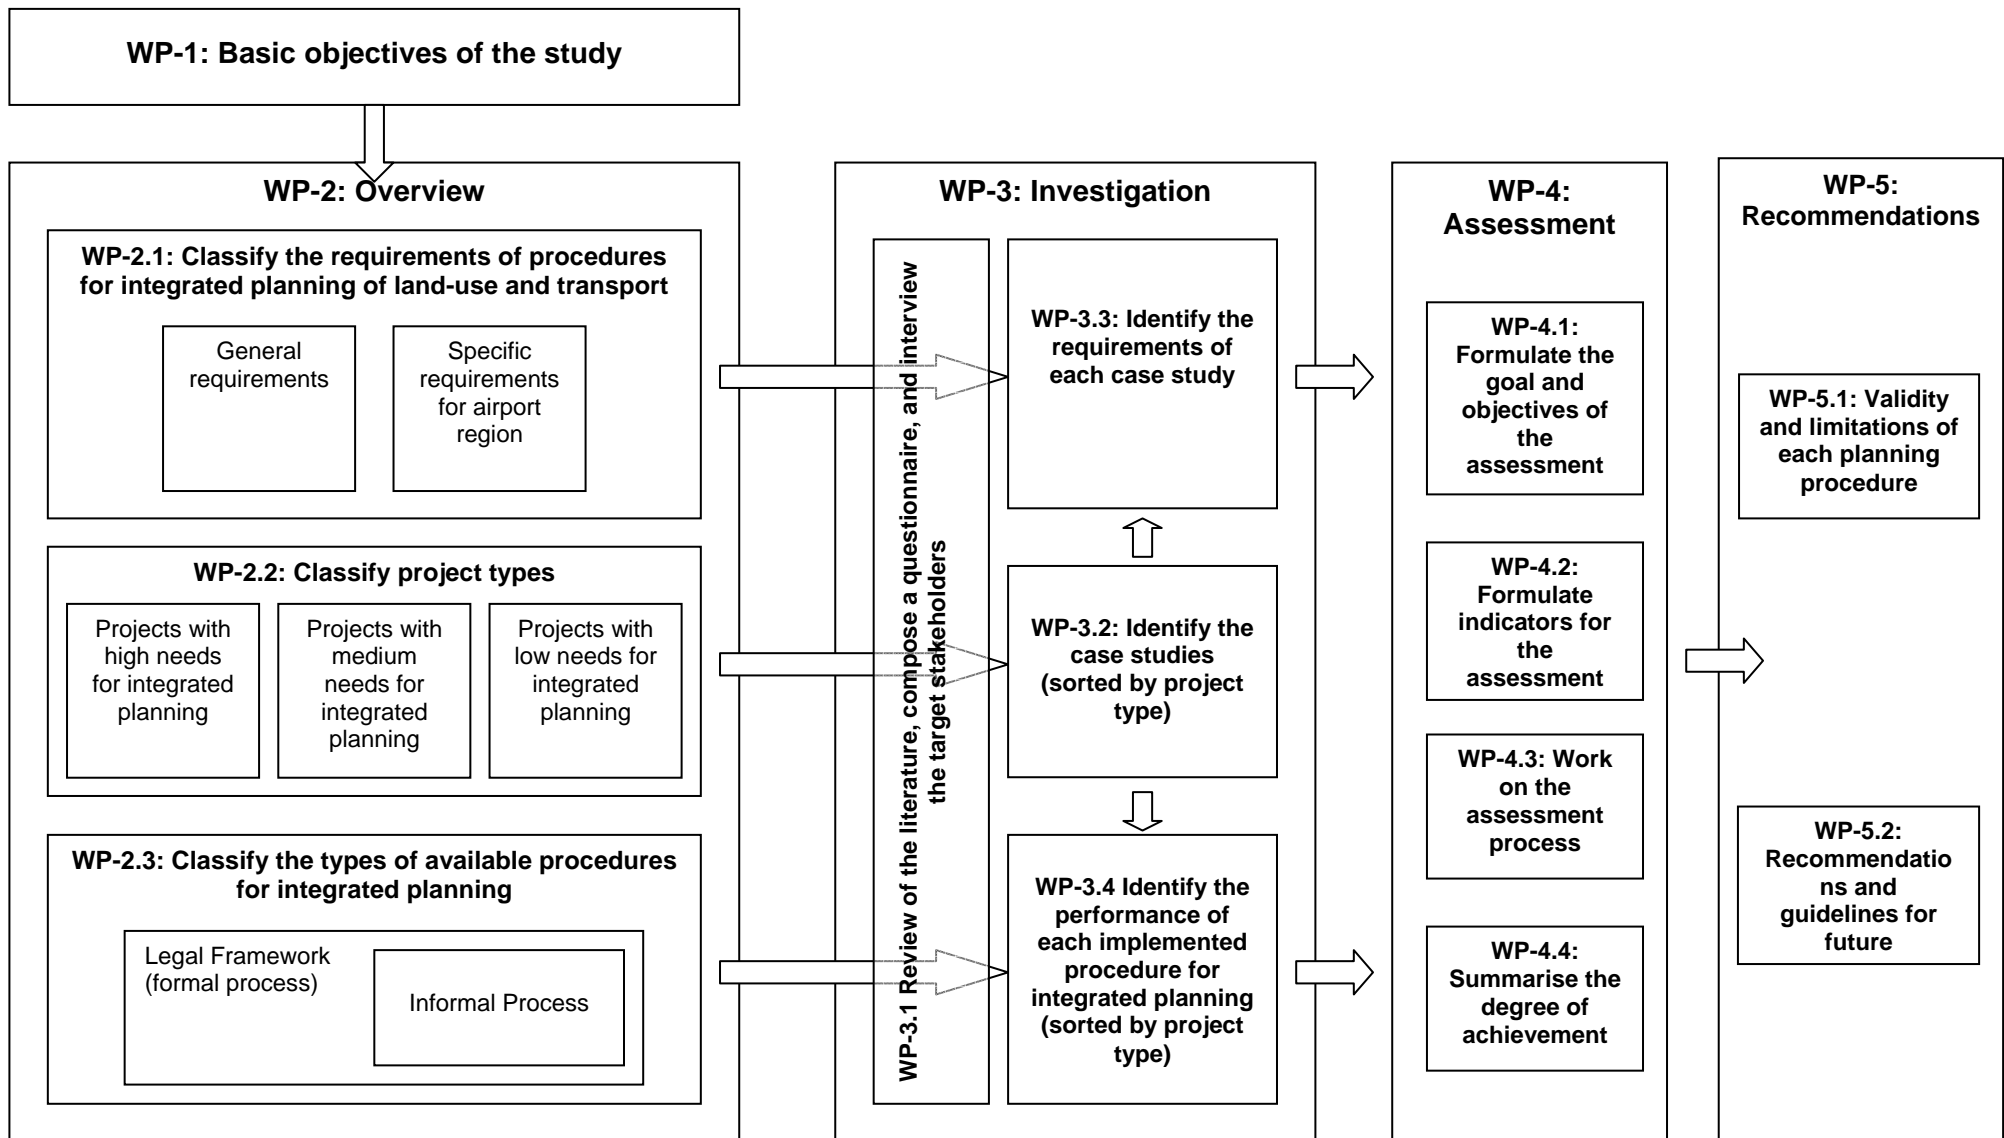 WP-1: Basic objectives of the study
WP-2: Overview
WP-2.1: Classify the requirements of procedures
for integrated planning of land-use and transport
General
requirements
Specific
requirements
for airport
region
WP-2.2: Classify project types
Projects with
high needs
for integrated
planning
Projects with
medium
needs for
integrated
planning
Projects with
low needs for
integrated
planning
WP-2.3: Classify the types of available procedures
for integrated planning
Legal Framework
(formal process)
Informal Process
WP-3: Investigation
WP-3.1 Review of the literature, compose a questionnaire, and interview
the target stakeholders
WP-3.3: Identify the
requirements of
each case study
WP-3.2: Identify the
case studies
(sorted by project
type)
WP-3.4 Identify the
performance of
each implemented
procedure for
integrated planning
(sorted by project
type)
WP-4:
Assessment
WP-4.1:
Formulate the
goal and
objectives of
the
assessment
WP-4.2:
Formulate
indicators for
the
assessment
WP-4.3: Work
on the
assessment
process
WP-4.4:
Summarise the
degree of
achievement
WP-5:
Recommendations
WP-5.1: Validity
and limitations of
each planning
procedure
WP-5.2:
Recommendatio
ns and
guidelines for
future